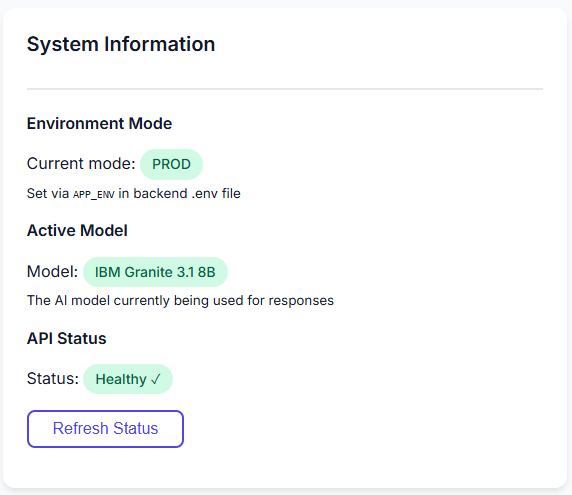 System Information
Environment Mode
Current mode: PROD
Set via APP_ENV in backend .env file
Active Model
Model: IBM Granite 3.1 8B
The AI model currently being used for responses
API Status
Status: Healthy ✓
Refresh Status